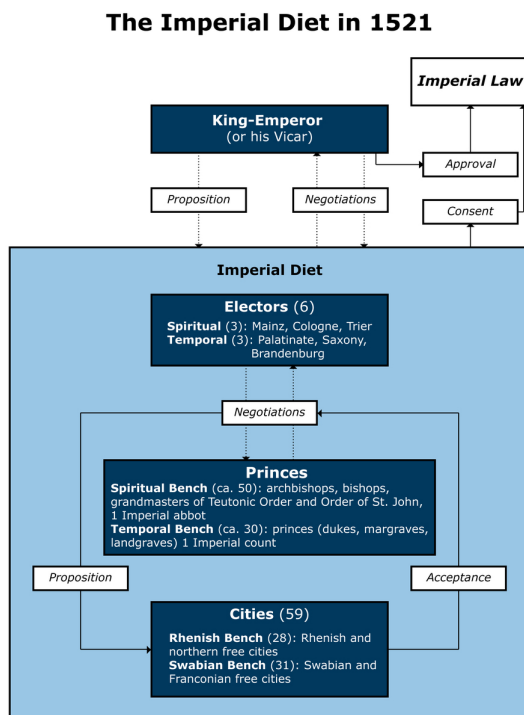 The Imperial Diet in 1521
Imperial Law
King-Emperor
(or his Vicar)
Approval
Proposition
Negotiations
Consent
Imperial Diet
Electors (6)
Spiritual (3): Mainz, Cologne, Trier
Temporal (3): Palatinate, Saxony,
Brandenburg
Negotiations
Princes
Spiritual Bench (ca. 50): archbishops, bishops,
grandmasters of Teutonic Order and Order of St. John,
1 Imperial abbot
Temporal Bench (ca. 30): princes (dukes, margraves,
landgraves) 1 Imperial count
Proposition
Acceptance
Cities (59)
Rhenish Bench (28): Rhenish and
northern free cities
Swabian Bench (31): Swabian and
Franconian free cities